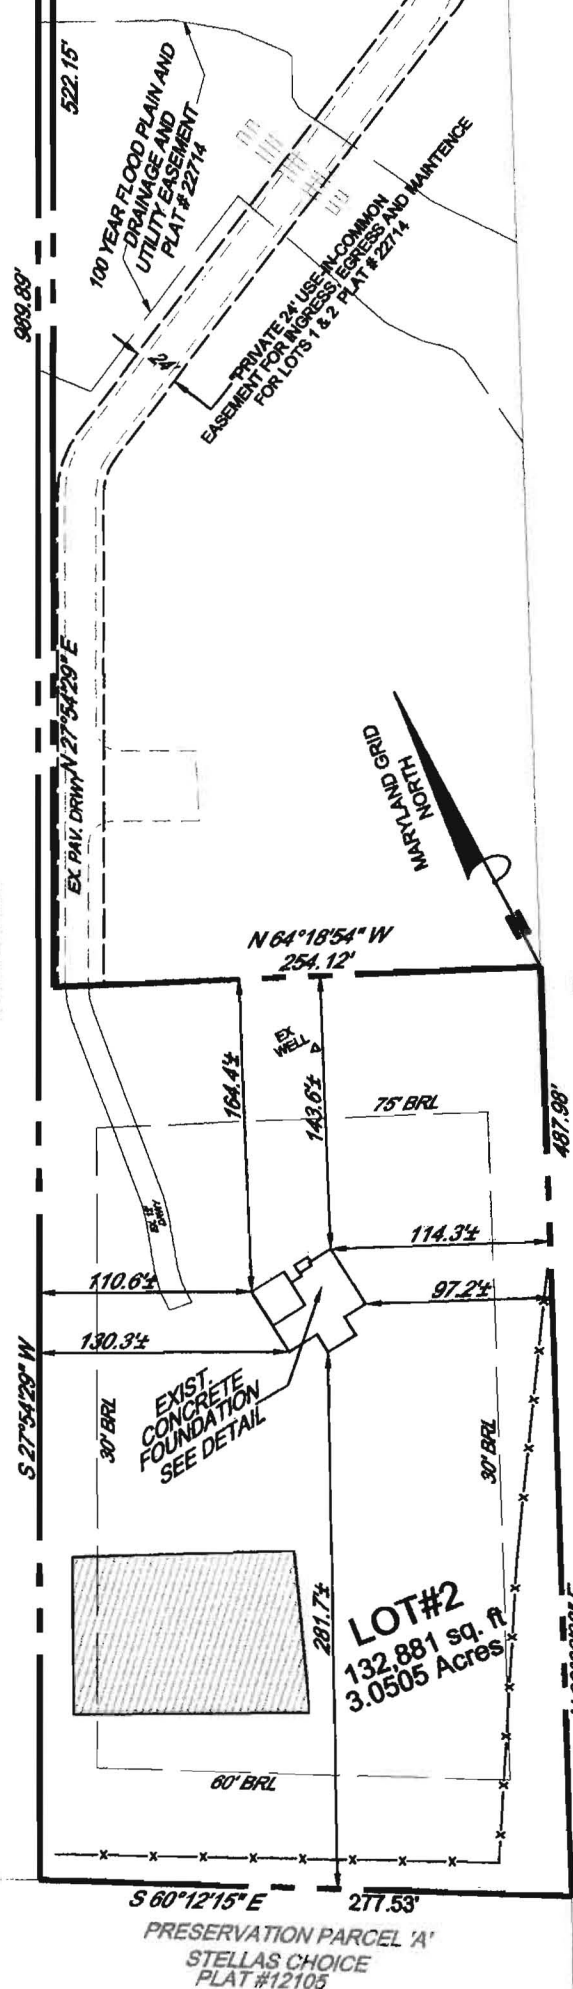 522.15'
100 YEAR FLOOD PLAIN AND
DRAINAGE AND
UTILITY EASEMENT
PLAT # 22714
989.89'
24'
"PRIVATE 24' USE-IN-COMMON
EASEMENT FOR INGRESS, EGRESS AND MAINTENCE
FOR LOTS 1 & 2 PLAT # 22714
N 27°54'29" E
EX. PAV. DRWY
MARYLAND GRID
NORTH
N 64°18'54" W
254.12'
EX
WELL
164.4'±
143.6'±
75' BRL
487.98'
EX. 12'
DRWY
114.3'±
110.6'±
97.2'±
130.3'±
S 27°54'29" W
EXIST.
CONCRETE
FOUNDATION
SEE DETAIL
30' BRL
30' BRL
281.7'±
LOT#2
132,881 sq. ft
3.0505 Acres
60' BRL
S 60°12'15" E
277.53'
PRESERVATION PARCEL 'A'
STELLAS CHOICE
PLAT #12105